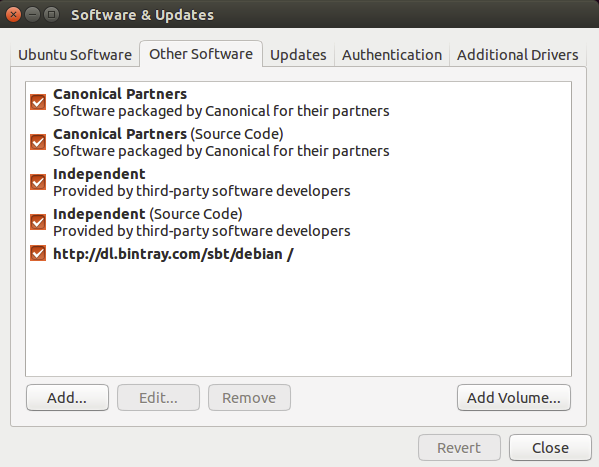 Software & Updates
Ubuntu Software Other Software Updates Authentication Additional Drivers
Canonical Partners
Software packaged by Canonical for their partners
Canonical Partners (Source Code)
Software packaged by Canonical for their partners
Independent
Provided by third-party software developers
Independent (Source Code)
Provided by third-party software developers
http://dl.bintray.com/sbt/debian /
Add... Edit... Remove Add Volume...
Revert Close